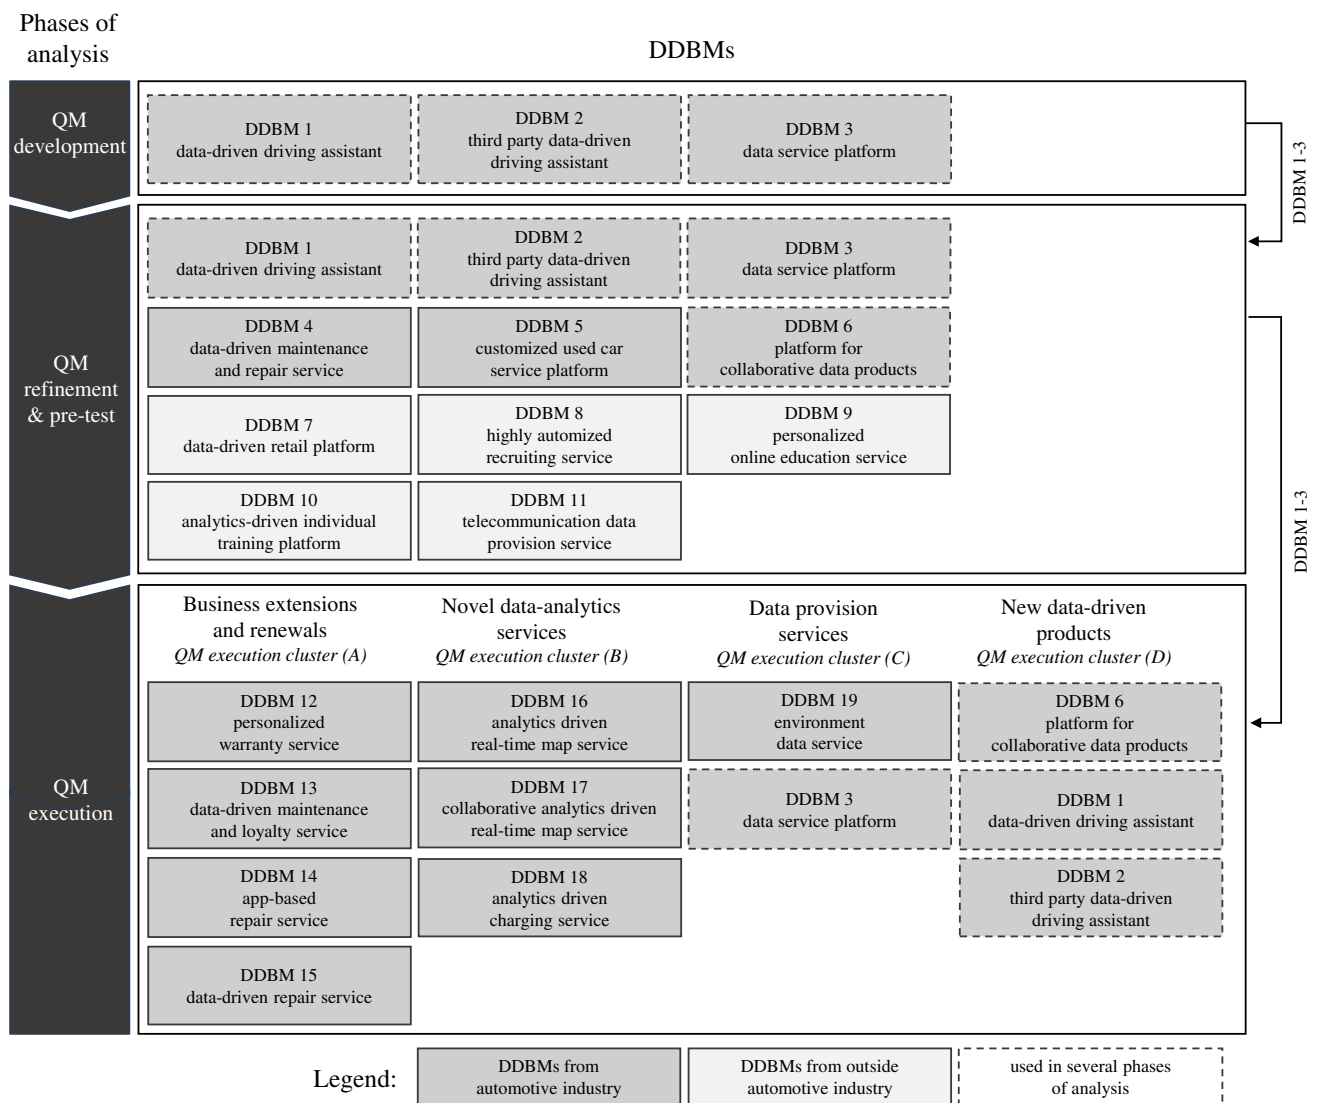 Phases of
analysis
DDBMs
QM
development
DDBM 1
data-driven driving assistant
DDBM 2
third party data-driven
driving assistant
DDBM 3
data service platform
DDBM 1-3
QM
refinement
& pre-test
DDBM 1
data-driven driving assistant
DDBM 2
third party data-driven
driving assistant
DDBM 3
data service platform
DDBM 4
data-driven maintenance
and repair service
DDBM 5
customized used car
service platform
DDBM 6
platform for
collaborative data products
DDBM 7
data-driven retail platform
DDBM 8
highly automized
recruiting service
DDBM 9
personalized
online education service
DDBM 10
analytics-driven individual
training platform
DDBM 11
telecommunication data
provision service
DDBM 1-3
QM
execution
Business extensions
and renewals
QM execution cluster (A)
Novel data-analytics
services
QM execution cluster (B)
Data provision
services
QM execution cluster (C)
New data-driven
products
QM execution cluster (D)
DDBM 12
personalized
warranty service
DDBM 16
analytics driven
real-time map service
DDBM 19
environment
data service
DDBM 6
platform for
collaborative data products
DDBM 13
data-driven maintenance
and loyalty service
DDBM 17
collaborative analytics driven
real-time map service
DDBM 3
data service platform
DDBM 1
data-driven driving assistant
DDBM 14
app-based
repair service
DDBM 18
analytics driven
charging service
DDBM 2
third party data-driven
driving assistant
DDBM 15
data-driven repair service
Legend:
DDBMs from
automotive industry
DDBMs from outside
automotive industry
used in several phases
of analysis